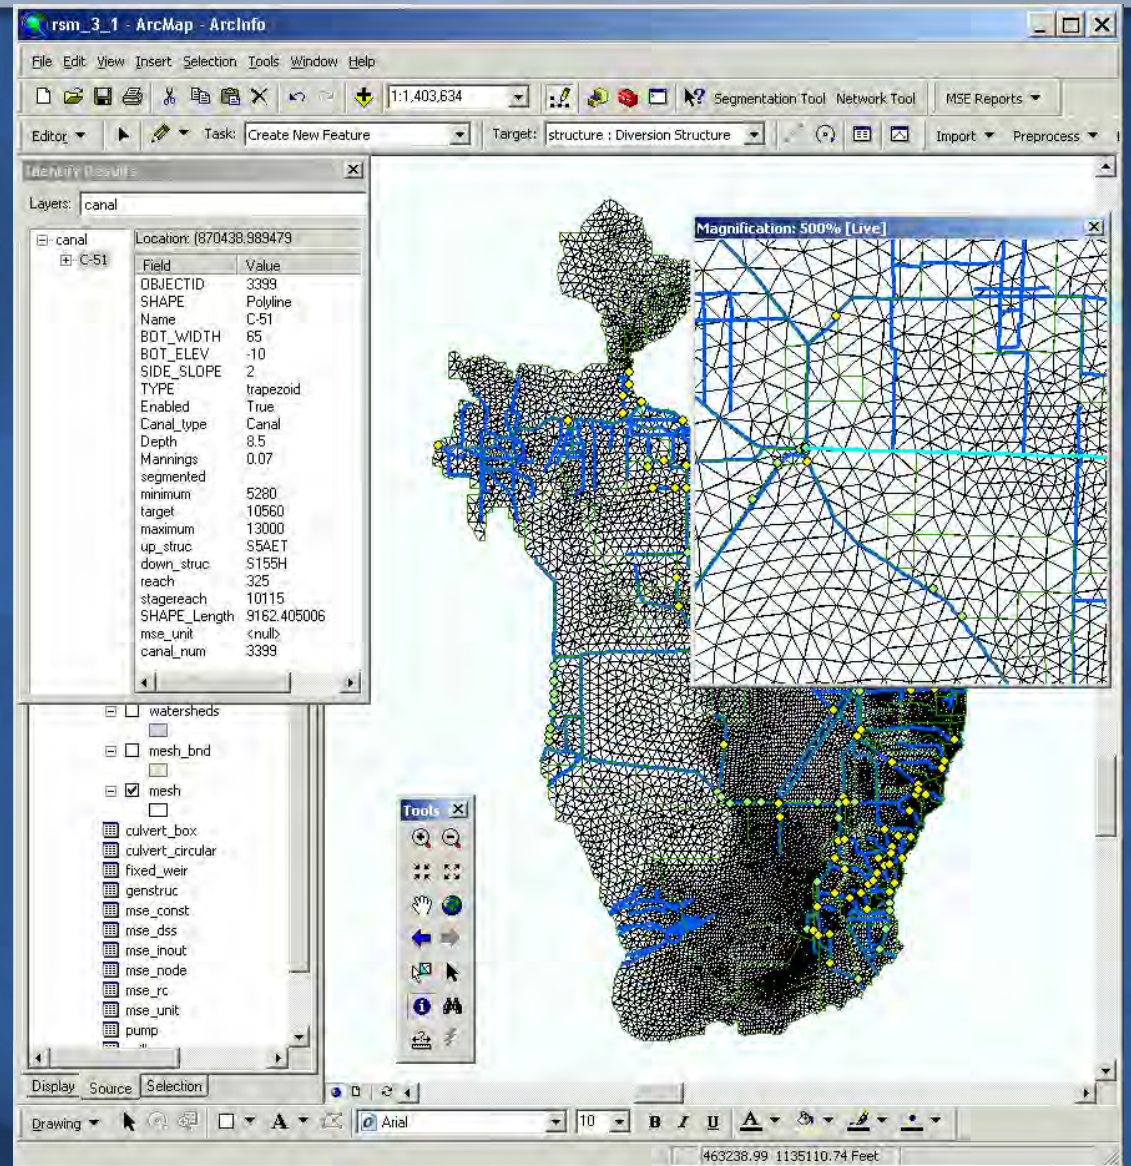 rsm_3_1 - ArcMap - ArcInfo
File Edit View Insert Selection Tools Window Help
1:1,403,634 Segmentation Tool Network Tool MSE Reports
Editor Task: Create New Feature Target: structure : Diversion Structure Import Preprocess
Identify Results
Layers: canal
canal
C-51
Location: (870438.989479
Field Value
OBJECTID 3399
SHAPE Polyline
Name C-51
BOT_WIDTH 65
BOT_ELEV -10
SIDE_SLOPE 2
TYPE trapezoid
Enabled True
Canal_type Canal
Depth 8.5
Mannings 0.07
segmented
minimum 5280
target 10560
maximum 13000
up_struc S5AET
down_struc S155H
reach 325
stagereach 10115
SHAPE_Length 9162.405006
mse_unit <null>
canal_num 3399
Magnification: 500% [Live]
watersheds
mesh_bnd
mesh
culvert_box
culvert_circular
fixed_weir
genstruc
mse_const
mse_dss
mse_inout
mse_node
mse_rc
mse_unit
pump
Tools
Display Source Selection
Drawing A Arial 10 B I U A
463238.99 1135110.74 Feet